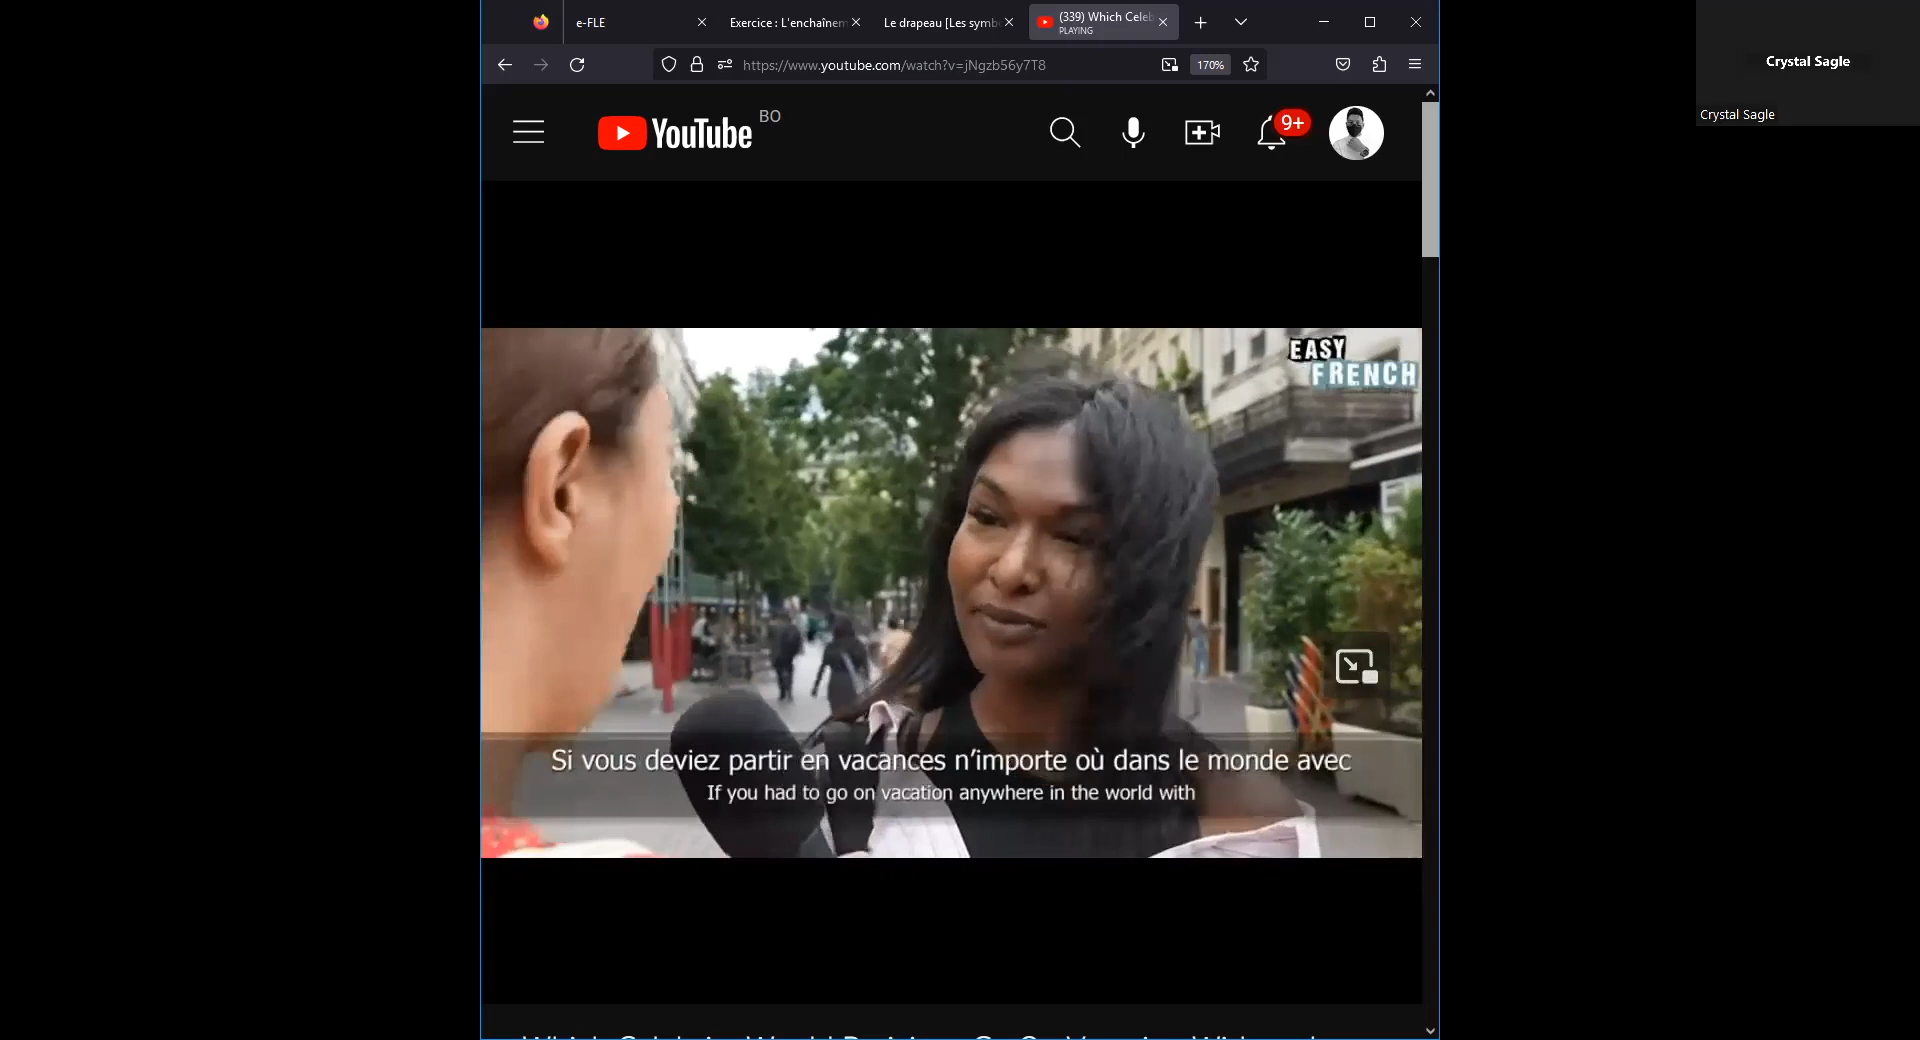 e-FLE
Exercice : L'enchaînem
Le drapeau [Les symb
(339) Which Celeb
PLAYING
https://www.youtube.com/watch?v=jNgzb56y7T8
170%
YouTube
BO
9+
Crystal Sagle
Crystal Sagle
EASY
FRENCH
Si vous deviez partir en vacances n'importe où dans le monde avec
If you had to go on vacation anywhere in the world with